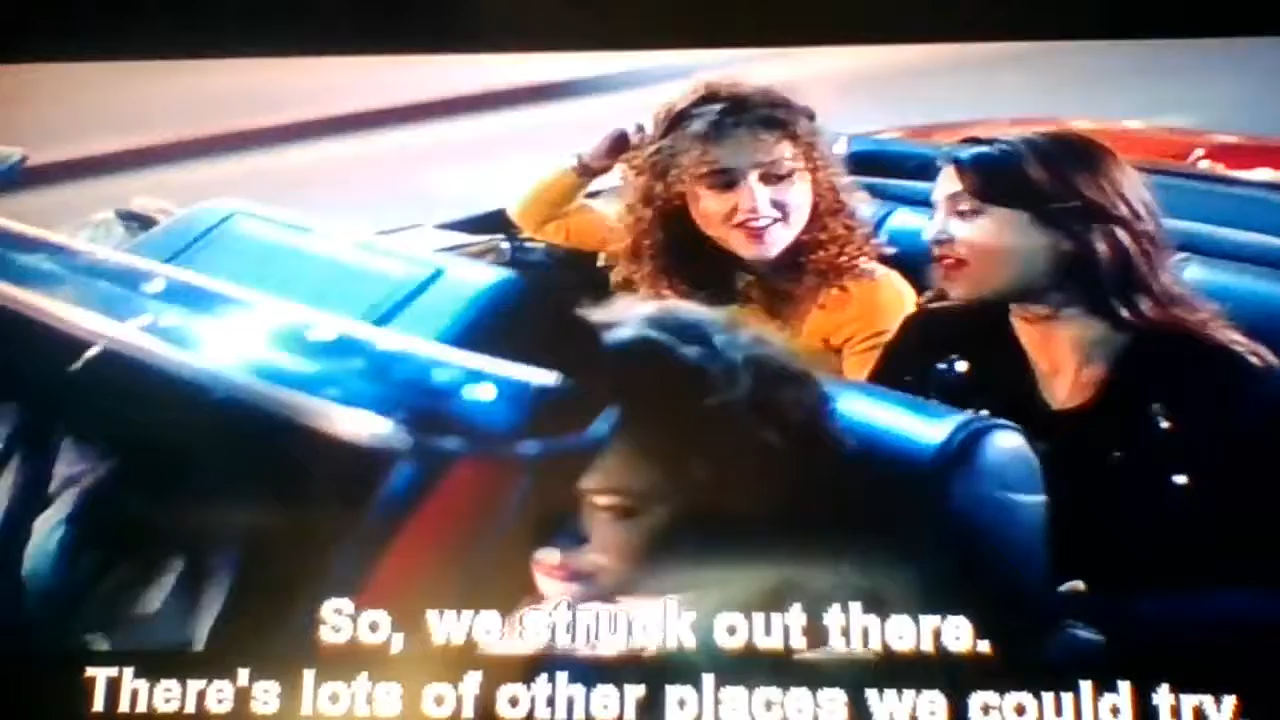 So, we struck out there.
There's lots of other places we could try.